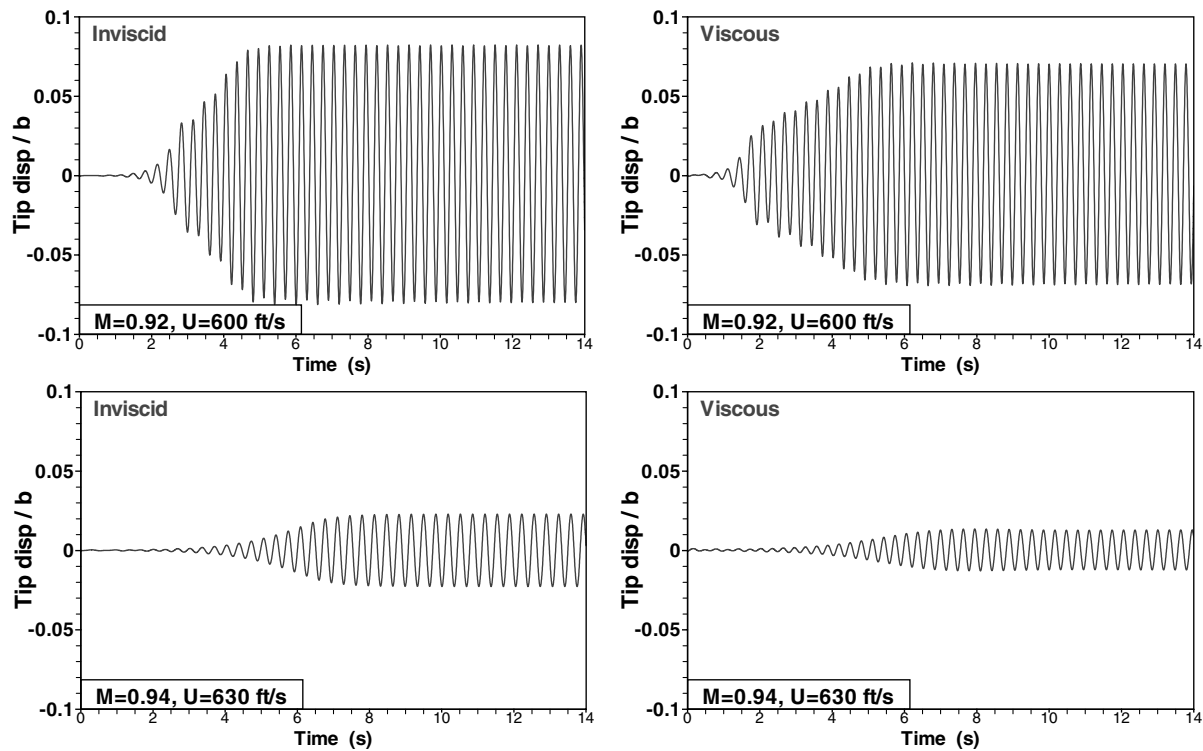 Inviscid
Tip disp / b
0.1
0.05
0
-0.05
-0.1
M=0.92, U=600 ft/s
0 2 4 6 8 10 12 14
Time (s)
Viscous
Tip disp / b
0.1
0.05
0
-0.05
-0.1
M=0.92, U=600 ft/s
0 2 4 6 8 10 12 14
Time (s)
Inviscid
Tip disp / b
0.1
0.05
0
-0.05
-0.1
M=0.94, U=630 ft/s
0 2 4 6 8 10 12 14
Time (s)
Viscous
Tip disp / b
0.1
0.05
0
-0.05
-0.1
M=0.94, U=630 ft/s
0 2 4 6 8 10 12 14
Time (s)